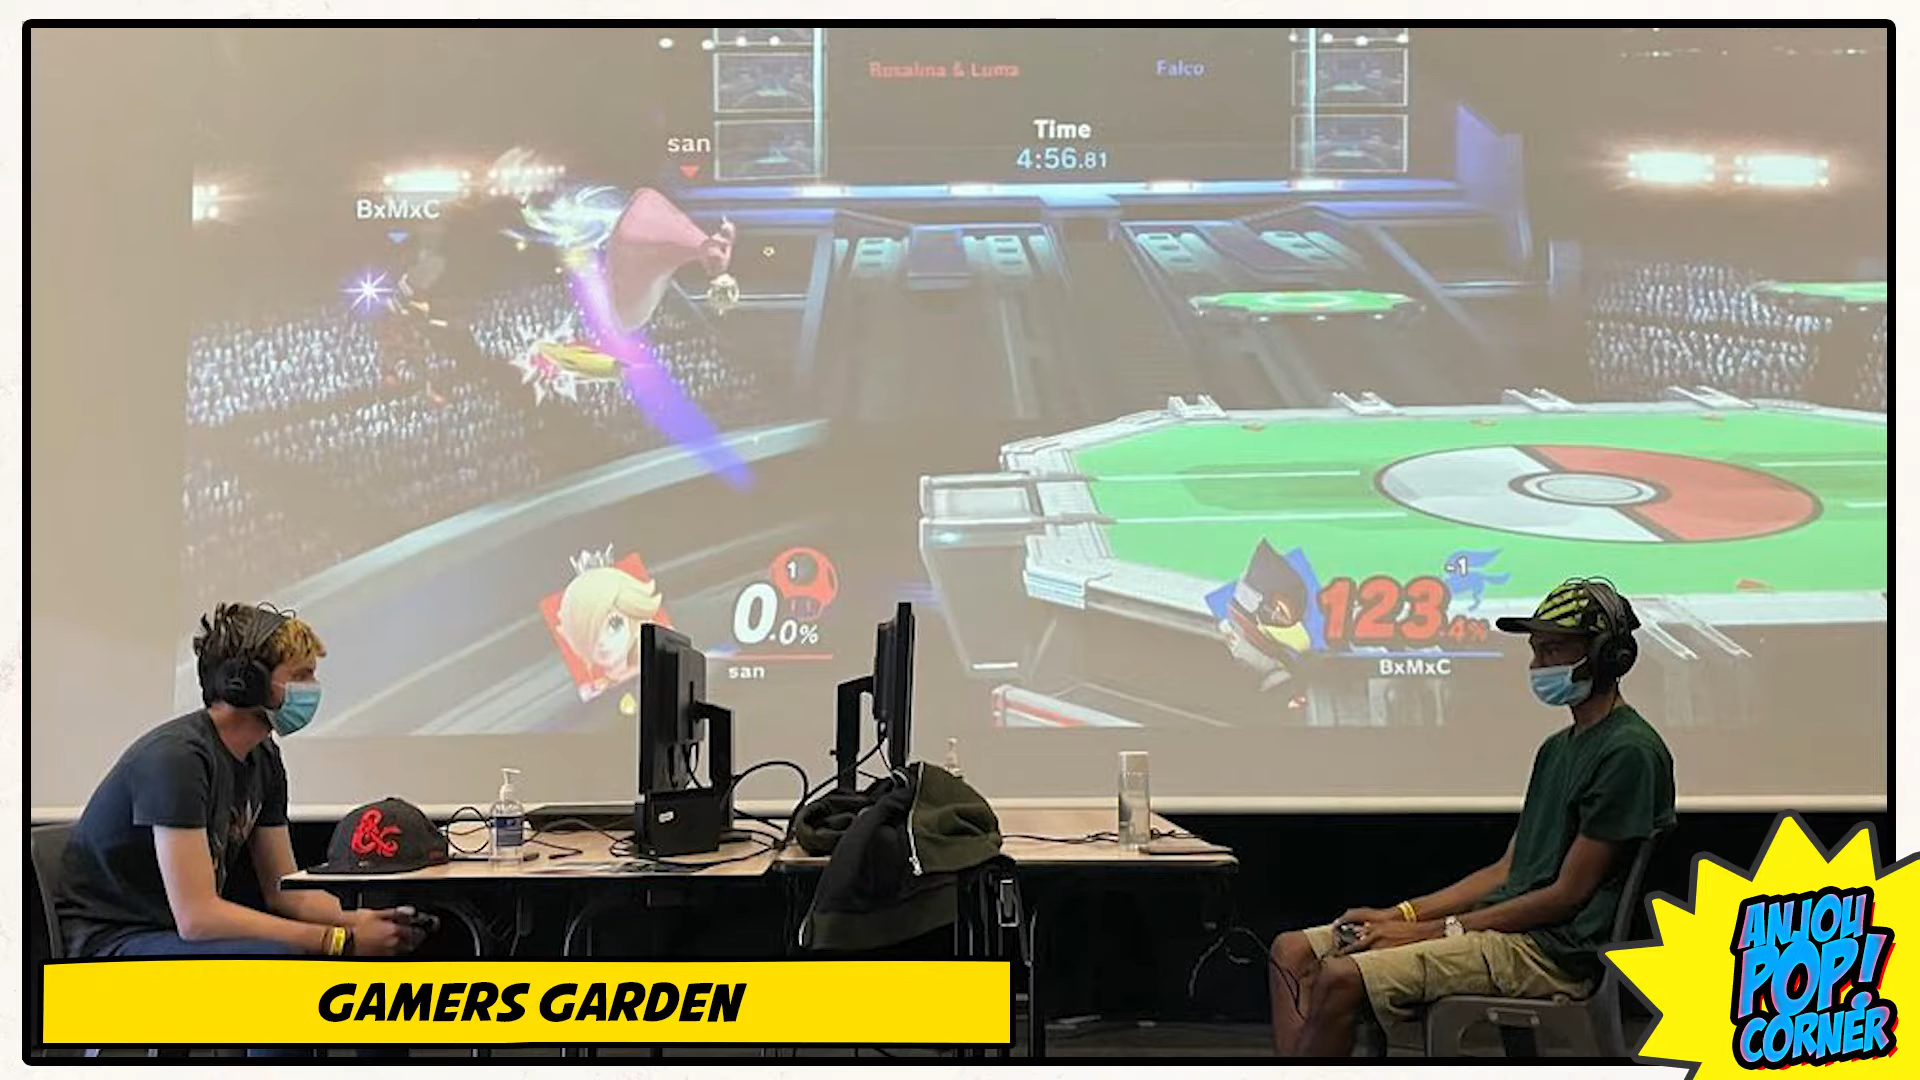 Rosalina & Luma
Falco
Time
4:56.81
san
BxMxC
1
0.0%
san
-1
123.4%
BxMxC
GAMERS GARDEN
ANJOU
POP!
CORNER